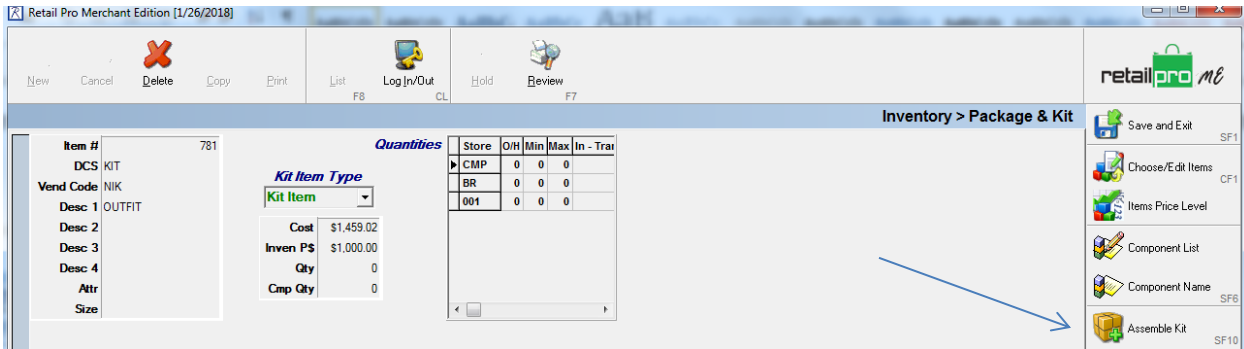 Retail Pro Merchant Edition [1/26/2018]
New Cancel Delete Copy Print List F6 Log In/Out CL Hold Review F7
retail pro ME
Inventory > Package & Kit
Item # 781
DCS KIT
Vend Code NIK
Desc 1 OUTFIT
Desc 2
Desc 3
Desc 4
Attr
Size
Kit Item Type
Kit Item
Cost $1,459.02
Inven P$ $1,000.00
Qty 0
Cmp Qty 0
Quantities
Store O/H Min Max In - Tran
CMP 0 0 0
BR 0 0 0
001 0 0 0
Save and Exit SF1
Choose/Edit Items CF1
Items Price Level
Component List
Component Name SF6
Assemble Kit SF10